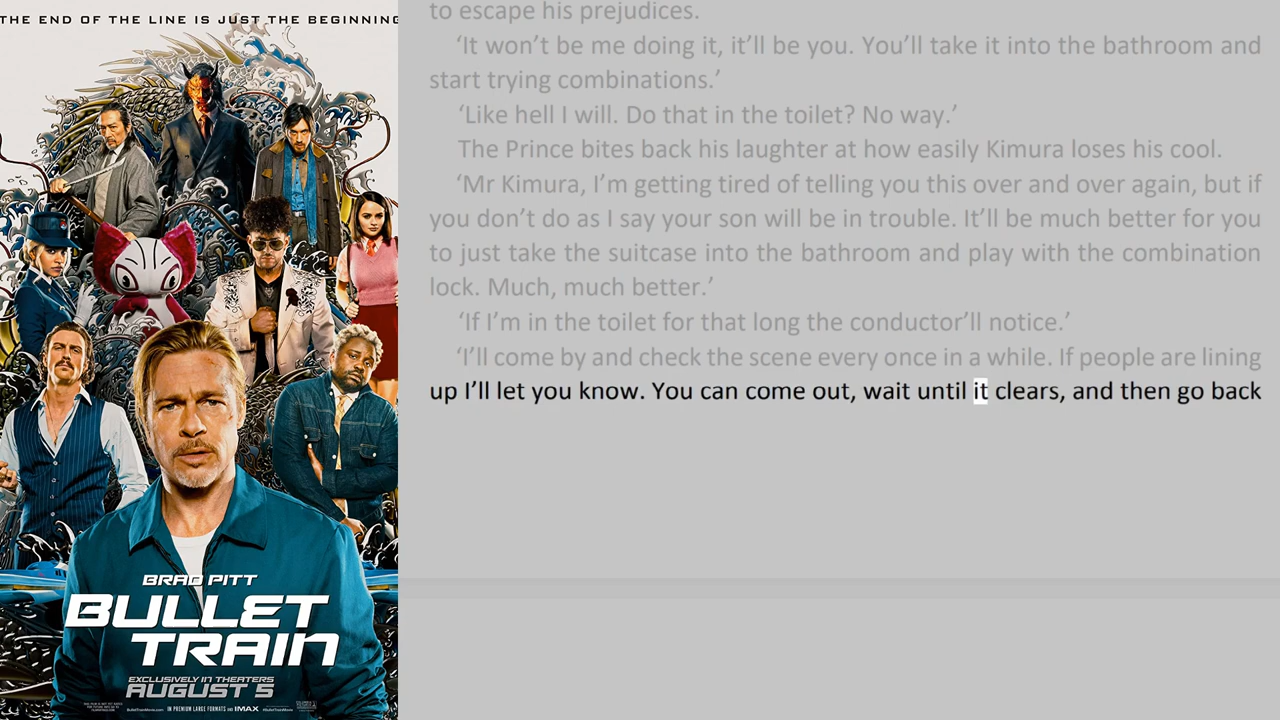 THE END OF THE LINE IS JUST THE BEGINNING
BRAD PITT
BULLET
TRAIN
EXCLUSIVELY IN THEATERS
AUGUST 5
IN PREMIUM LARGE FORMATS AND IMAX
to escape his prejudices.
‘It won’t be me doing it, it’ll be you. You’ll take it into the bathroom and
start trying combinations.’
‘Like hell I will. Do that in the toilet? No way.’
The Prince bites back his laughter at how easily Kimura loses his cool.
‘Mr Kimura, I’m getting tired of telling you this over and over again, but if
you don’t do as I say your son will be in trouble. It’ll be much better for you
to just take the suitcase into the bathroom and play with the combination
lock. Much, much better.’
‘If I’m in the toilet for that long the conductor’ll notice.’
‘I’ll come by and check the scene every once in a while. If people are lining
up I’ll let you know. You can come out, wait until it clears, and then go back